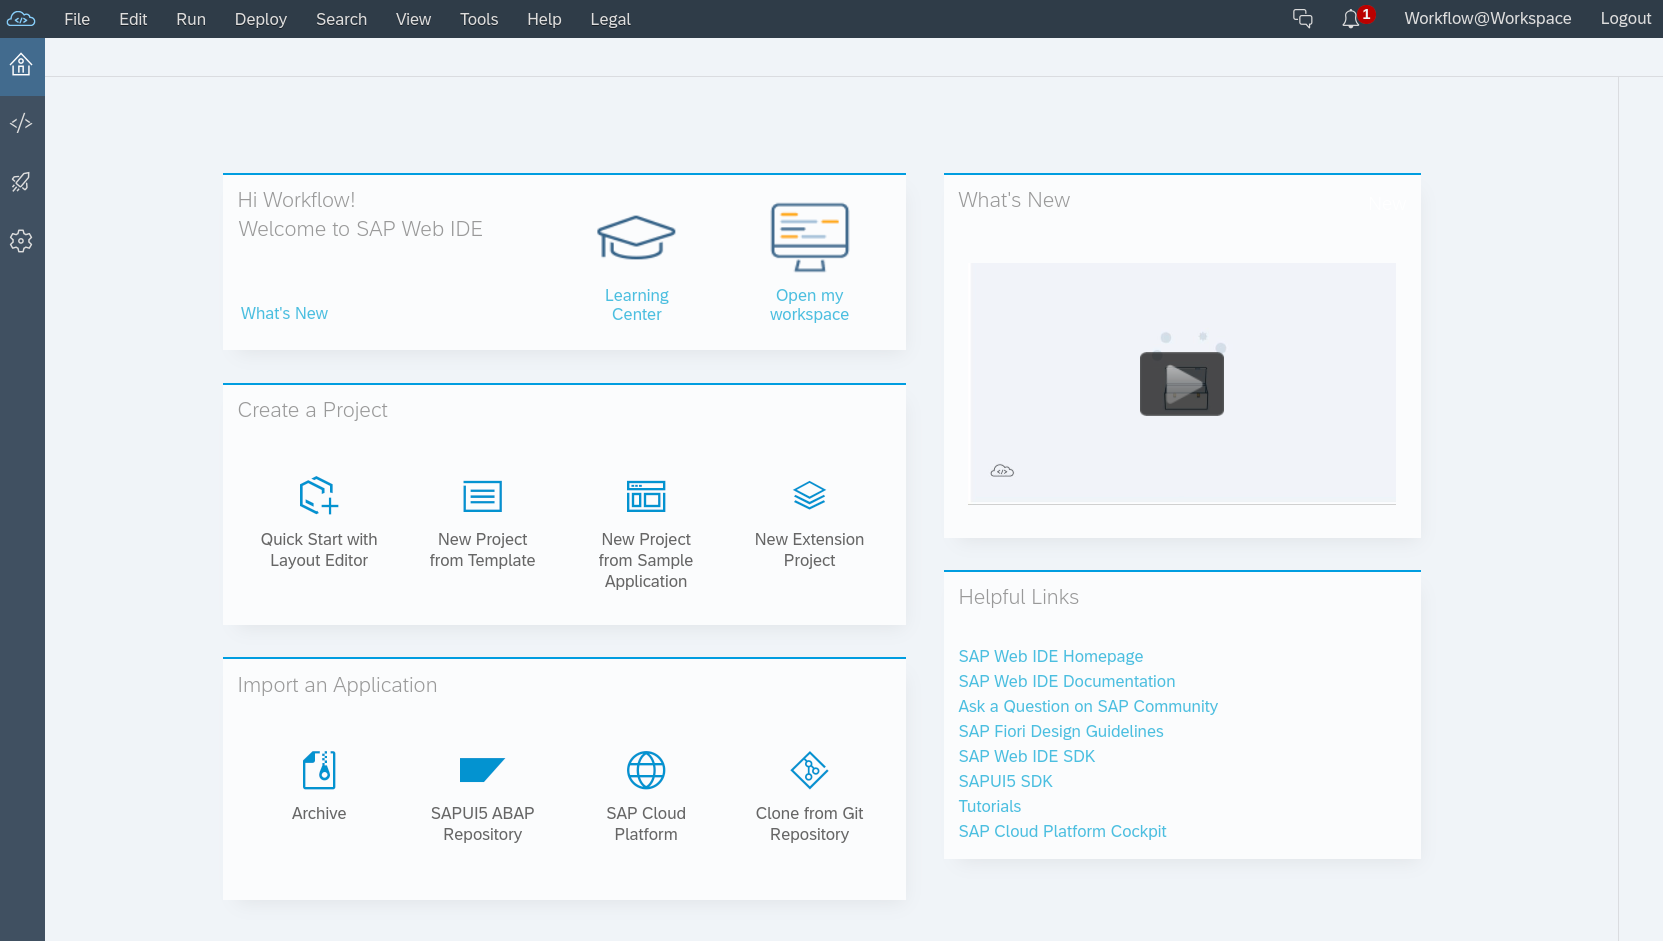 File Edit Run Deploy Search View Tools Help Legal 1 Workflow@Workspace Logout
Hi Workflow!
Welcome to SAP Web IDE
What's New
Learning
Center
Open my
workspace
Create a Project
Quick Start with
Layout Editor
New Project
from Template
New Project
from Sample
Application
New Extension
Project
Import an Application
Archive
SAPUI5 ABAP
Repository
SAP Cloud
Platform
Clone from Git
Repository
What's New
Helpful Links
SAP Web IDE Homepage
SAP Web IDE Documentation
Ask a Question on SAP Community
SAP Fiori Design Guidelines
SAP Web IDE SDK
SAPUI5 SDK
Tutorials
SAP Cloud Platform Cockpit